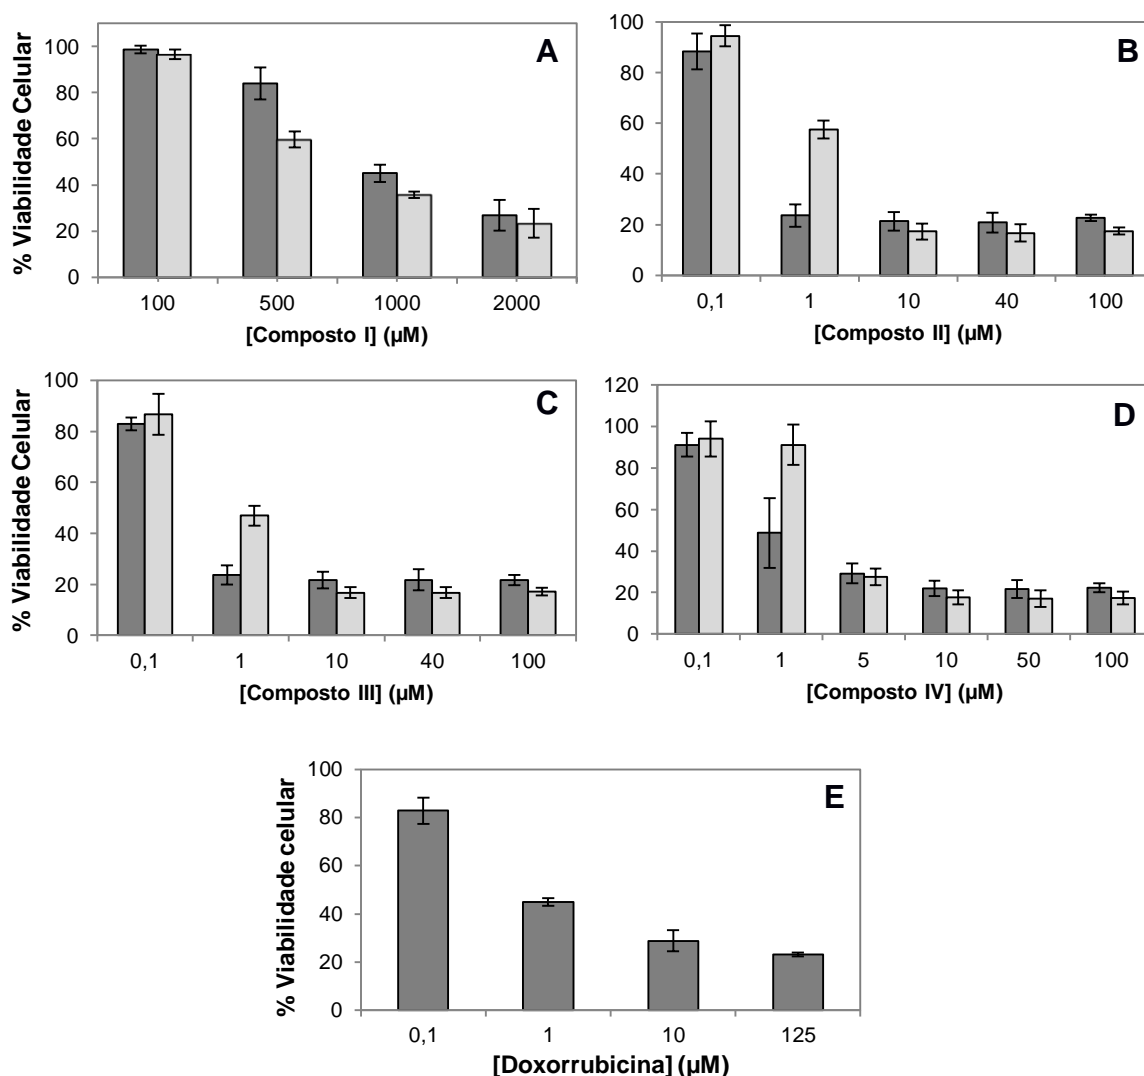 A
% Viabilidade Celular
100
80
60
40
20
0
100 500 1000 2000
[Composto I] (µM)
B
100
80
60
40
20
0
0,1 1 10 40 100
[Composto II] (µM)
C
% Viabilidade Celular
100
80
60
40
20
0
0,1 1 10 40 100
[Composto III] (µM)
D
120
100
80
60
40
20
0
0,1 1 5 10 50 100
[Composto IV] (µM)
E
% Viabilidade celular
100
80
60
40
20
0
0,1 1 10 125
[Doxorrubicina] (µM)